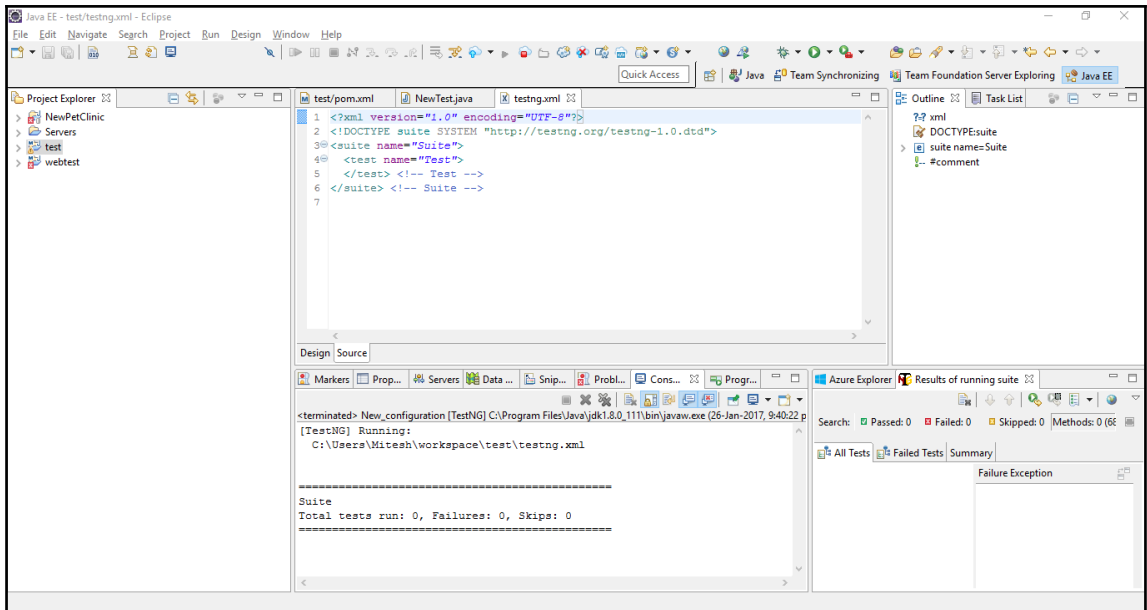 Java EE - test/testng.xml - Eclipse
File Edit Navigate Search Project Run Design Window Help
Quick Access Java Team Synchronizing Team Foundation Server Exploring Java EE
Project Explorer
NewPetClinic
Servers
test
webtest
test/pom.xml NewTest.java testng.xml
1 <?xml version="1.0" encoding="UTF-8"?>
2 <!DOCTYPE suite SYSTEM "http://testng.org/testng-1.0.dtd">
3 <suite name="Suite">
4 <test name="Test">
5 </test> <!-- Test -->
6 </suite> <!-- Suite -->
7
Design Source
Outline Task List
?-? xml
DOCTYPE:suite
e suite name=Suite
!-- #comment
Markers Prop... Servers Data ... Snip... Probl... Cons... Progr...
<terminated> New_configuration [TestNG] C:\Program Files\Java\jdk1.8.0_111\bin\javaw.exe (26-Jan-2017, 9:40:22 p
[TestNG] Running:
C:\Users\Mitesh\workspace\test\testng.xml
===============================================
Suite
Total tests run: 0, Failures: 0, Skips: 0
===============================================
Azure Explorer Results of running suite
Search: Passed: 0 Failed: 0 Skipped: 0 Methods: 0 (68
All Tests Failed Tests Summary
Failure Exception